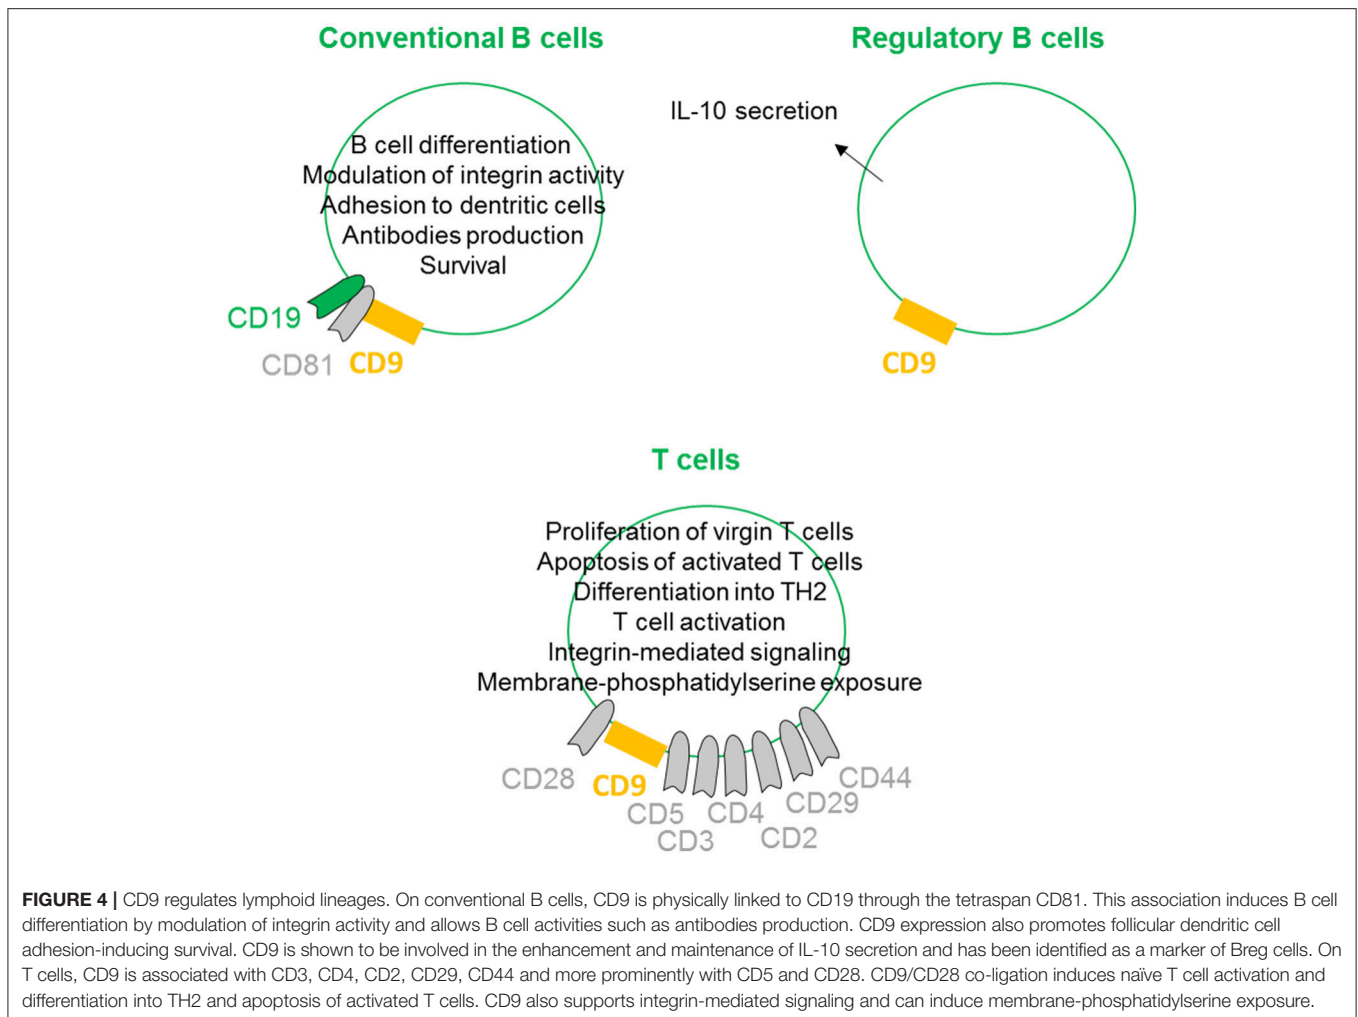 Conventional B cells
Regulatory B cells
IL-10 secretion
B cell differentiation
Modulation of integrin activity
Adhesion to dentritic cells
Antibodies production
Survival
CD19
CD81
CD9
CD9
T cells
Proliferation of virgin T cells
Apoptosis of activated T cells
Differentiation into TH2
T cell activation
Integrin-mediated signaling
Membrane-phosphatidylserine exposure
CD28
CD9
CD5
CD3
CD4
CD2
CD29
CD44
FIGURE 4 | CD9 regulates lymphoid lineages. On conventional B cells, CD9 is physically linked to CD19 through the tetraspan CD81. This association induces B cell
differentiation by modulation of integrin activity and allows B cell activities such as antibodies production. CD9 expression also promotes follicular dendritic cell
adhesion-inducing survival. CD9 is shown to be involved in the enhancement and maintenance of IL-10 secretion and has been identified as a marker of Breg cells. On
T cells, CD9 is associated with CD3, CD4, CD2, CD29, CD44 and more prominently with CD5 and CD28. CD9/CD28 co-ligation induces naïve T cell activation and
differentiation into TH2 and apoptosis of activated T cells. CD9 also supports integrin-mediated signaling and can induce membrane-phosphatidylserine exposure.